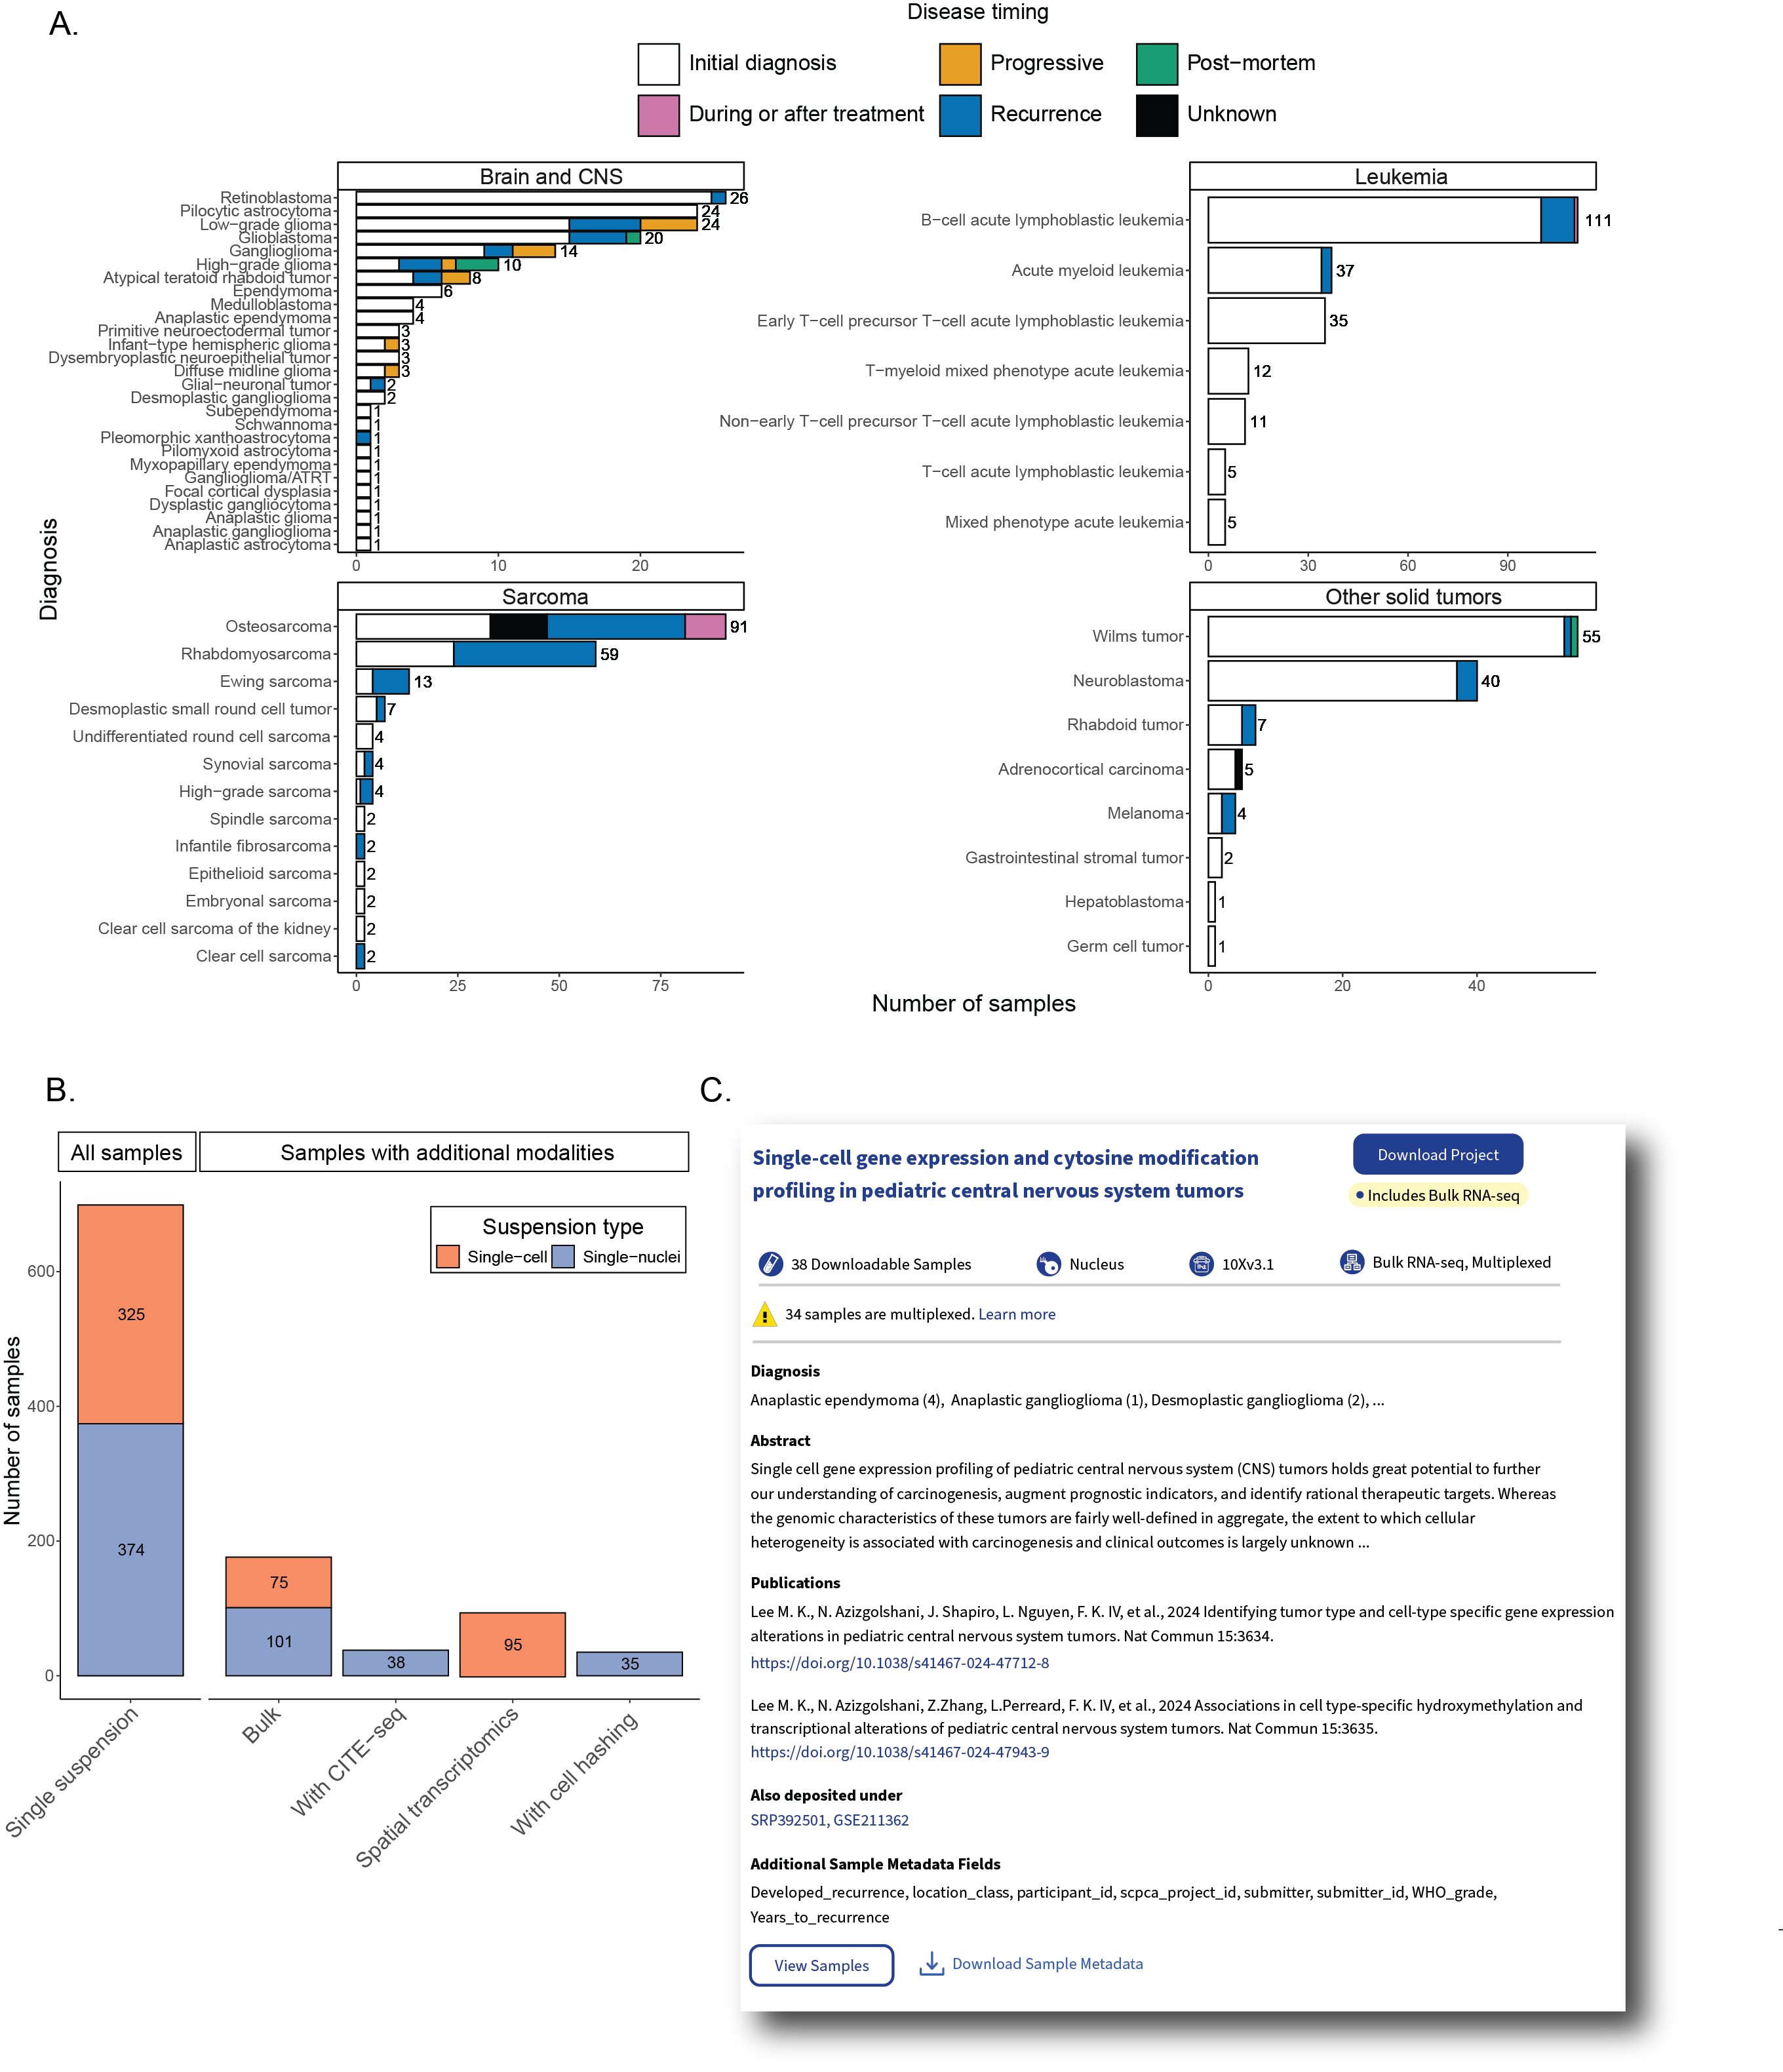 A.
Disease timing
Initial diagnosis
Progressive
Post−mortem
During or after treatment
Recurrence
Unknown
Diagnosis
Brain and CNS
Retinoblastoma 26
Pilocytic astrocytoma 24
Low−grade glioma 24
Glioblastoma 20
Ganglioglioma 14
High−grade glioma 10
Atypical teratoid rhabdoid tumor 8
Ependymoma 6
Medulloblastoma 4
Anaplastic ependymoma 4
Primitive neuroectodermal tumor 3
Infant−type hemispheric glioma 3
Dysembryoplastic neuroepithelial tumor 3
Diffuse midline glioma 3
Glial−neuronal tumor 2
Desmoplastic ganglioglioma 2
Subependymoma 1
Schwannoma 1
Pleomorphic xanthoastrocytoma 1
Pilomyxoid astrocytoma 1
Myxopapillary ependymoma 1
Ganglioglioma/ATRT 1
Focal cortical dysplasia 1
Dysplastic gangliocytoma 1
Anaplastic glioma 1
Anaplastic ganglioglioma 1
Anaplastic astrocytoma 1
0 10 20
Leukemia
B−cell acute lymphoblastic leukemia 111
Acute myeloid leukemia 37
Early T−cell precursor T−cell acute lymphoblastic leukemia 35
T−myeloid mixed phenotype acute leukemia 12
Non−early T−cell precursor T−cell acute lymphoblastic leukemia 11
T−cell acute lymphoblastic leukemia 5
Mixed phenotype acute leukemia 5
0 30 60 90
Sarcoma
Osteosarcoma 91
Rhabdomyosarcoma 59
Ewing sarcoma 13
Desmoplastic small round cell tumor 7
Undifferentiated round cell sarcoma 4
Synovial sarcoma 4
High−grade sarcoma 4
Spindle sarcoma 2
Infantile fibrosarcoma 2
Epithelioid sarcoma 2
Embryonal sarcoma 2
Clear cell sarcoma of the kidney 2
Clear cell sarcoma 2
0 25 50 75
Other solid tumors
Wilms tumor 55
Neuroblastoma 40
Rhabdoid tumor 7
Adrenocortical carcinoma 5
Melanoma 4
Gastrointestinal stromal tumor 2
Hepatoblastoma 1
Germ cell tumor 1
0 20 40
Number of samples
B.
All samples
Samples with additional modalities
Suspension type
Single−cell
Single−nuclei
Number of samples
600
400
200
0
325
374
75
101
38
95
35
Single suspension
Bulk
With CITE−seq
Spatial transcriptomics
With cell hashing
C.
Single-cell gene expression and cytosine modification
profiling in pediatric central nervous system tumors
Download Project
• Includes Bulk RNA-seq
38 Downloadable Samples
Nucleus
10Xv3.1
Bulk RNA-seq, Multiplexed
34 samples are multiplexed. Learn more
Diagnosis
Anaplastic ependymoma (4), Anaplastic ganglioglioma (1), Desmoplastic ganglioglioma (2), ...
Abstract
Single cell gene expression profiling of pediatric central nervous system (CNS) tumors holds great potential to further
our understanding of carcinogenesis, augment prognostic indicators, and identify rational therapeutic targets. Whereas
the genomic characteristics of these tumors are fairly well-defined in aggregate, the extent to which cellular
heterogeneity is associated with carcinogenesis and clinical outcomes is largely unknown ...
Publications
Lee M. K., N. Azizgolshani, J. Shapiro, L. Nguyen, F. K. IV, et al., 2024 Identifying tumor type and cell-type specific gene expression
alterations in pediatric central nervous system tumors. Nat Commun 15:3634.
https://doi.org/10.1038/s41467-024-47712-8
Lee M. K., N. Azizgolshani, Z.Zhang, L.Perreard, F. K. IV, et al., 2024 Associations in cell type-specific hydroxymethylation and
transcriptional alterations of pediatric central nervous system tumors. Nat Commun 15:3635.
https://doi.org/10.1038/s41467-024-47943-9
Also deposited under
SRP392501, GSE211362
Additional Sample Metadata Fields
Developed_recurrence, location_class, participant_id, scpca_project_id, submitter, submitter_id, WHO_grade,
Years_to_recurrence
View Samples
Download Sample Metadata